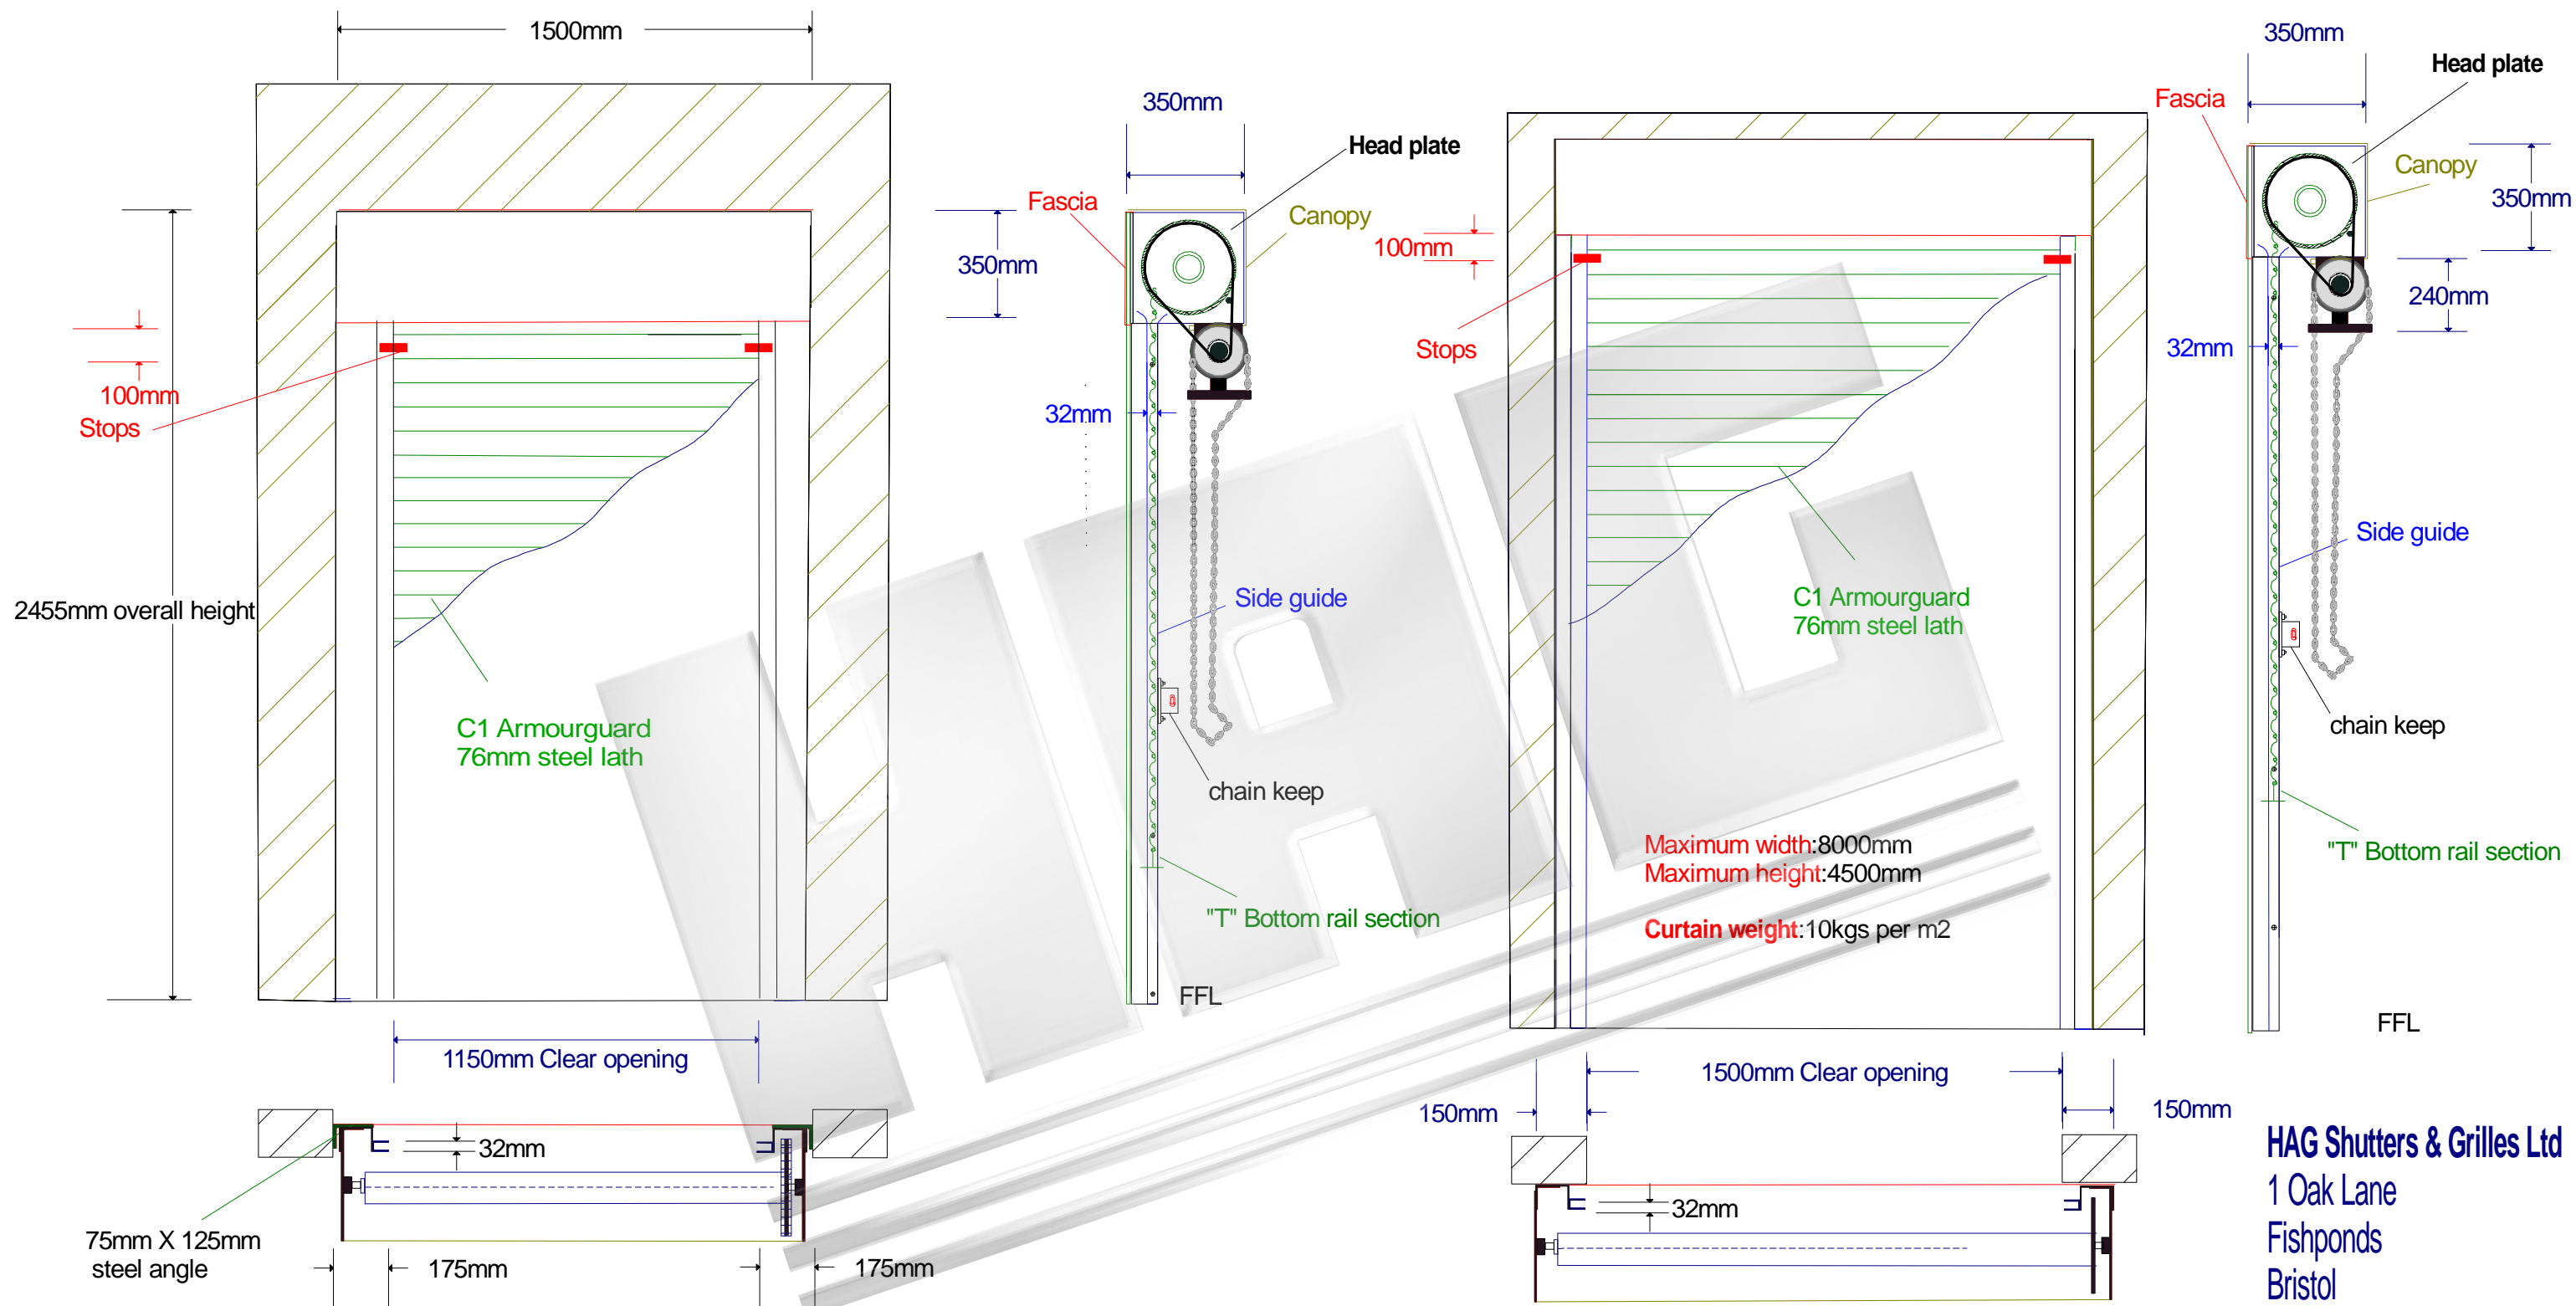 1500mm
350mm
Head plate
Fascia
Canopy
350mm
100mm
Stops
32mm
2455mm overall height
Side guide
C1 Armourguard
76mm steel lath
chain keep
"T" Bottom rail section
FFL
1150mm Clear opening
32mm
75mm X 125mm
steel angle
175mm
175mm
350mm
Head plate
Fascia
Canopy
350mm
100mm
240mm
Stops
32mm
Side guide
C1 Armourguard
76mm steel lath
chain keep
Maximum width:8000mm
Maximum height:4500mm
"T" Bottom rail section
Curtain weight:10kgs per m2
FFL
1500mm Clear opening
150mm
150mm
32mm
HAG Shutters & Grilles Ltd
1 Oak Lane
Fishponds
Bristol
HAG